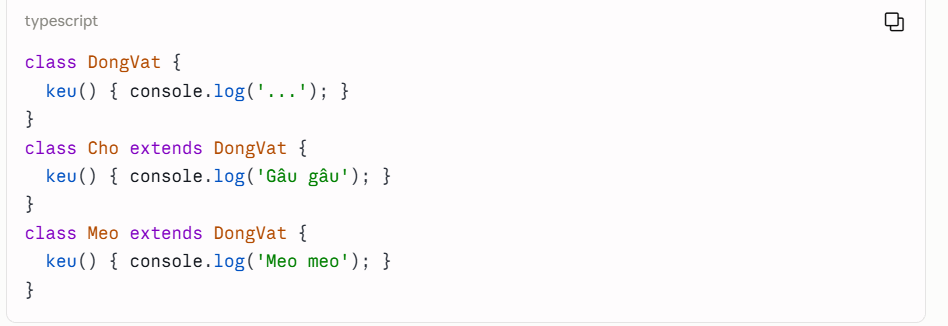 typescript
class DongVat {
  keu() { console.log('...'); }
}
class Cho extends DongVat {
  keu() { console.log('Gâu gâu'); }
}
class Meo extends DongVat {
  keu() { console.log('Meo meo'); }
}